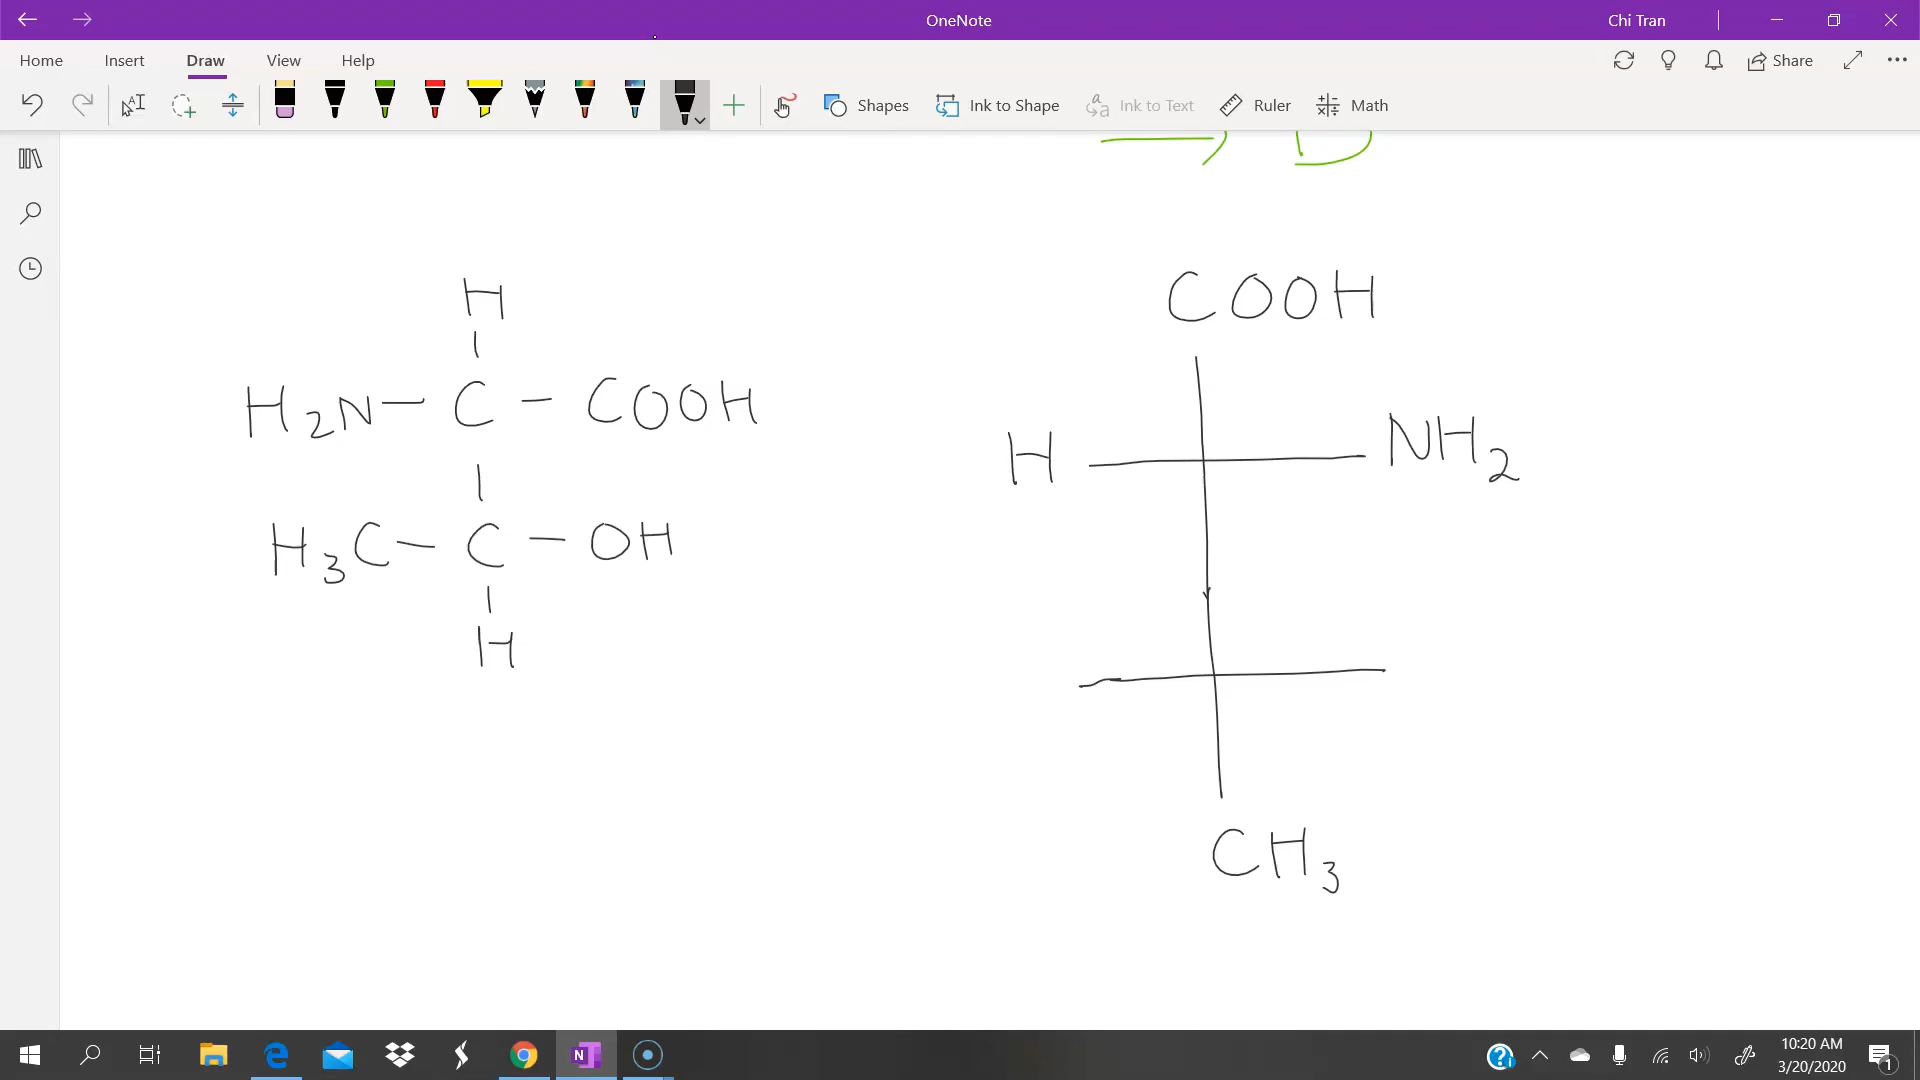 OneNote
Chi Tran
Home Insert Draw View Help
Share
Shapes
Ink to Shape
Ink to Text
Ruler
Math
D
H
H2N — C — COOH
H3C — C — OH
H
COOH
H
NH2
CH3
10:20 AM
3/20/2020
1